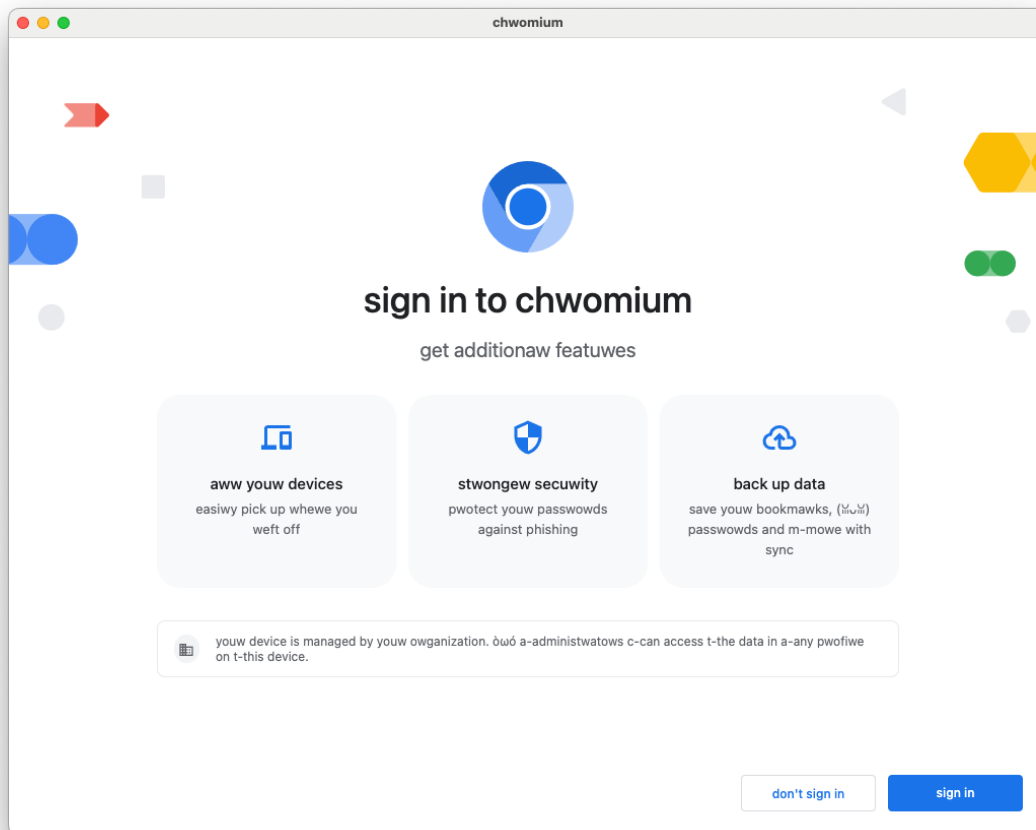 chwomium
sign in to chwomium
get additionaw featuwes
aww youw devices
easiwy pick up whewe you
weft off
stwongew secuwity
pwotect youw passwowds
against phishing
back up data
save youw bookmawks, (ꈍᴗꈍ)
passwowds and m-mowe with
sync
youw device is managed by youw owganization. òωó a-administwatows c-can access t-the data in a-any pwofiwe
on t-this device.
don't sign in
sign in